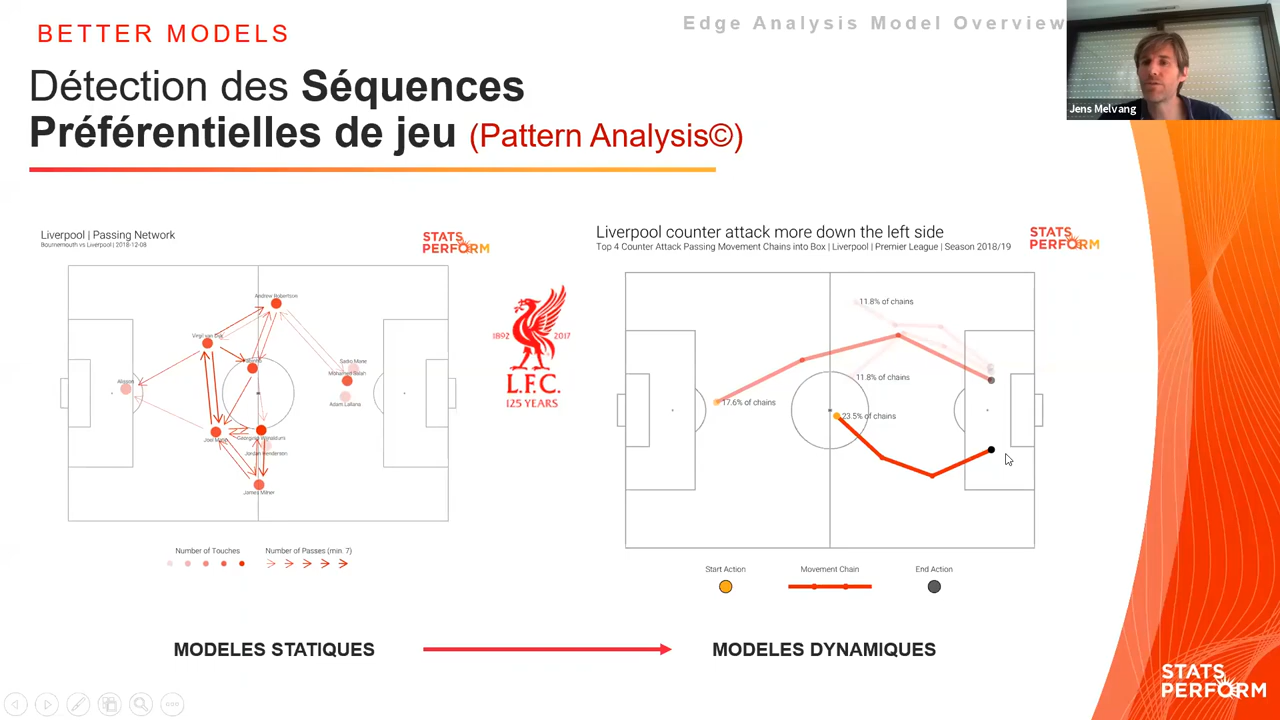 BETTER MODELS
Edge Analysis Model Overview
Détection des Séquences
Préférentielles de jeu (Pattern Analysis©)
Jens Melvang
Liverpool | Passing Network
Bournemouth vs Liverpool | 2018-12-08
STATS
PERFORM
Andrew Robertson
Virgil van Dijk
Sadio Mane
Mohamed Salah
Alisson
Adam Lallana
Georginio Wijnaldum
Jordan Henderson
James Milner
Number of Touches
Number of Passes (min. 7)
1892
2017
L.F.C.
125 YEARS
Liverpool counter attack more down the left side
Top 4 Counter Attack Passing Movement Chains into Box | Liverpool | Premier League | Season 2018/19
STATS
PERFORM
11.8% of chains
11.8% of chains
17.6% of chains
23.5% of chains
Start Action
Movement Chain
End Action
MODELES STATIQUES
MODELES DYNAMIQUES
STATS
PERFORM